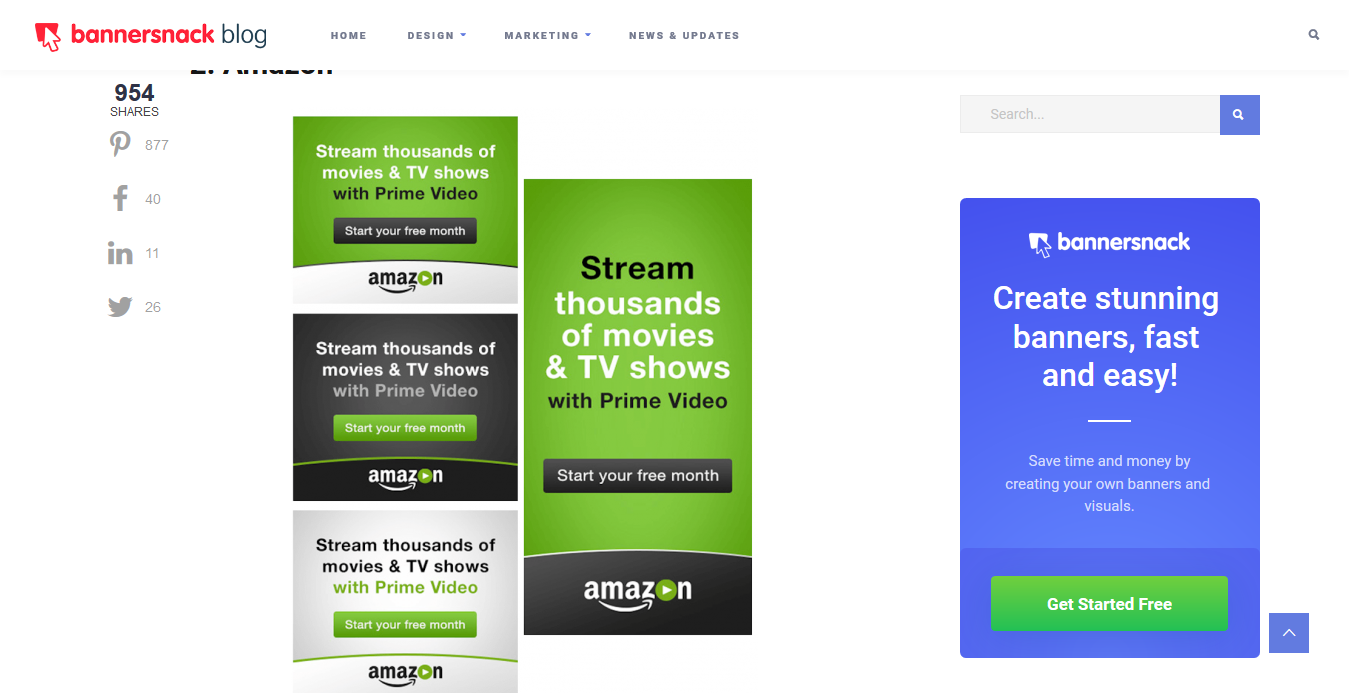 bannersnack blog
HOME
DESIGN
MARKETING
NEWS & UPDATES
2. Amazon
954
SHARES
877
40
11
26
Stream thousands of
movies & TV shows
with Prime Video
Start your free month
amazon
Stream thousands of
movies & TV shows
with Prime Video
Start your free month
amazon
Stream thousands of
movies & TV shows
with Prime Video
Start your free month
amazon
Stream
thousands
of movies
& TV shows
with Prime Video
Start your free month
amazon
Search...
bannersnack
Create stunning
banners, fast
and easy!
Save time and money by
creating your own banners and
visuals.
Get Started Free